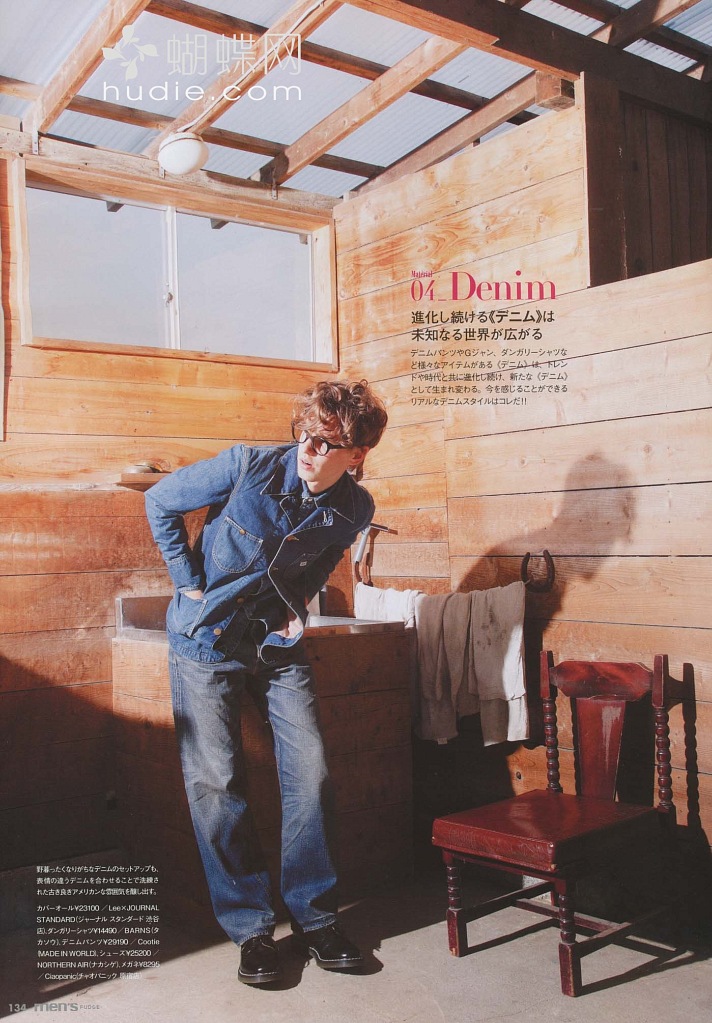 蝴蝶网
hudie.com
Material
04_Denim
進化し続ける《デニム》は
未知なる世界が広がる
デニムパンツやGジャン、ダンガリーシャツな
ど様々なアイテムがある《デニム》は、トレン
ドや時代と共に進化し続け、新たな《デニム》
として生まれ変わる。今を感じることができる
リアルなデニムスタイルはコレだ!!
野暮ったくなりがちなデニムのセットアップも、
表情の違うデニムを合わせることで洗練さ
れた古き良きアメリカンな雰囲気を醸し出す。
カバーオール¥23100／Lee×JOURNAL
STANDARD(ジャーナル スタンダード 渋谷
店)、ダンガリーシャツ¥14490／BARNS(タ
カソウ)、デニムパンツ¥29190／Cootie
(MADE IN WORLD)、シューズ¥25200／
NORTHERN AIR(ナカシゲ)、メガネ¥8295
／Ciaopanic(チャオパニック 原宿店)
134 men's FUDGE